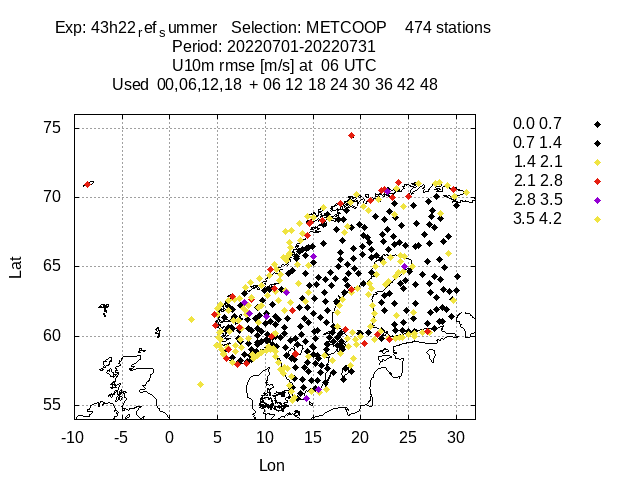 Exp: 43h22refsummer   Selection: METCOOP    474 stations
Period: 20220701-20220731
U10m rmse [m/s] at  06 UTC
Used  00,06,12,18  + 06 12 18 24 30 36 42 48
75
70
65
60
55
Lat
-10 -5 0 5 10 15 20 25 30
Lon
0.0 0.7
0.7 1.4
1.4 2.1
2.1 2.8
2.8 3.5
3.5 4.2